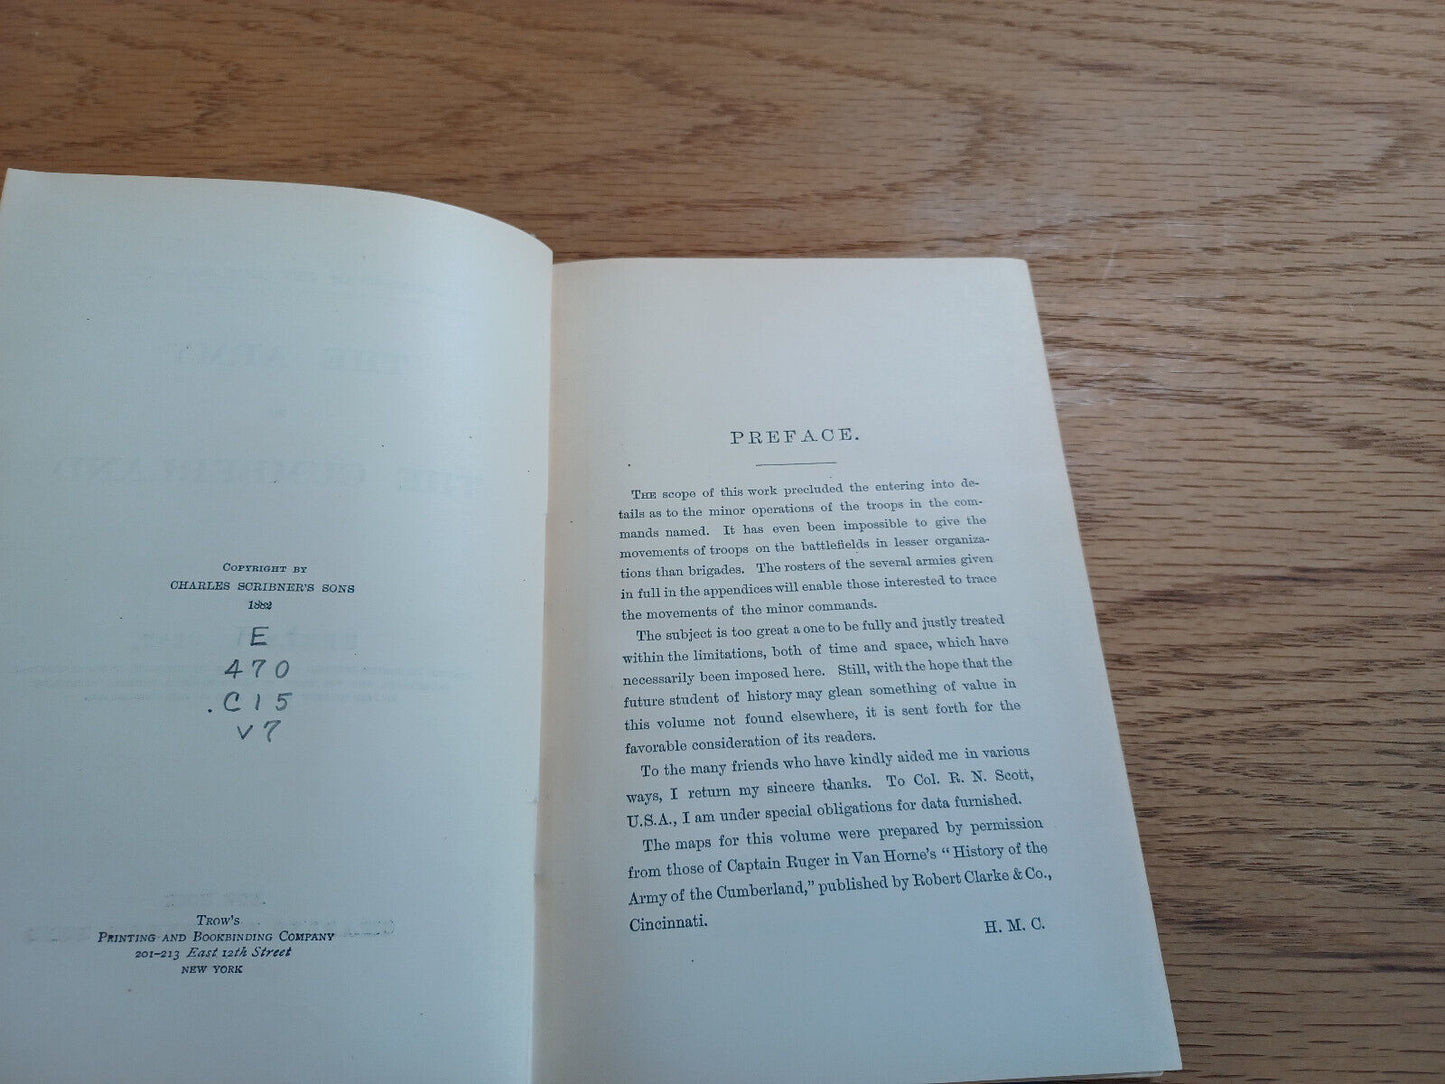 COPYRIGHT BY
CHARLES SCRIBNER'S SONS
1882
E
470
.C15
v7
TROW'S
PRINTING AND BOOKBINDING COMPANY
201-213 East 12th Street
NEW YORK
PREFACE.
THE scope of this work precluded the entering into de-
tails as to the minor operations of the troops in the com-
mands named. It has even been impossible to give the
movements of troops on the battlefields in lesser organiza-
tions than brigades. The rosters of the several armies given
in full in the appendices will enable those interested to trace
the movements of the minor commands.
The subject is too great a one to be fully and justly treated
within the limitations, both of time and space, which have
necessarily been imposed here. Still, with the hope that the
future student of history may glean something of value in
this volume not found elsewhere, it is sent forth for the
favorable consideration of its readers.
To the many friends who have kindly aided me in various
ways, I return my sincere thanks. To Col. R. N. Scott,
U.S.A., I am under special obligations for data furnished.
The maps for this volume were prepared by permission
from those of Captain Ruger in Van Horne's "History of the
Army of the Cumberland," published by Robert Clarke & Co.,
Cincinnati.
H. M. C.